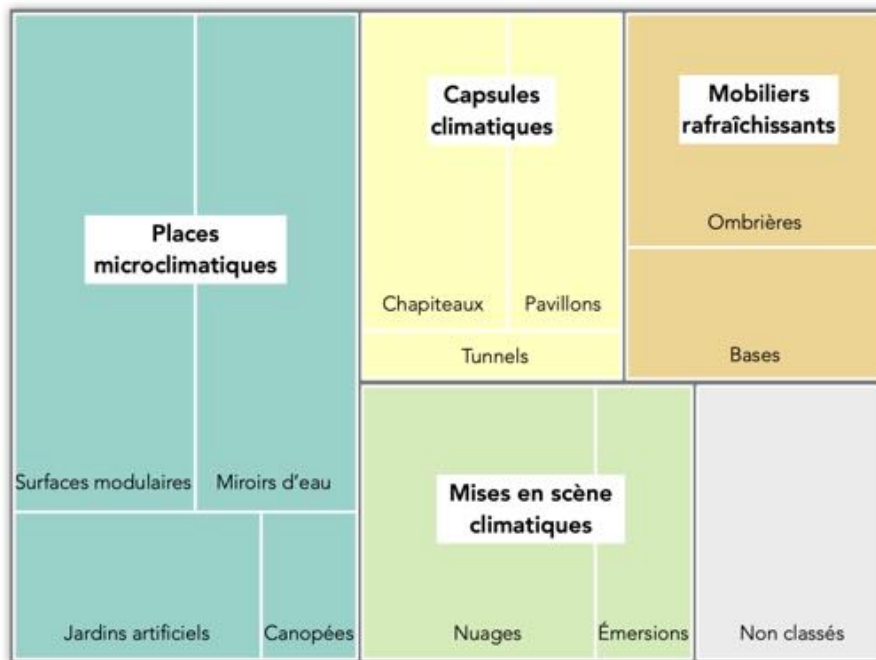 Places
microclimatiques
Surfaces modulaires
Miroirs d'eau
Jardins artificiels
Canopées
Capsules
climatiques
Chapiteaux
Pavillons
Tunnels
Mobiliers
rafraîchissants
Ombrières
Bases
Mises en scène
climatiques
Nuages
Émersions
Non classés